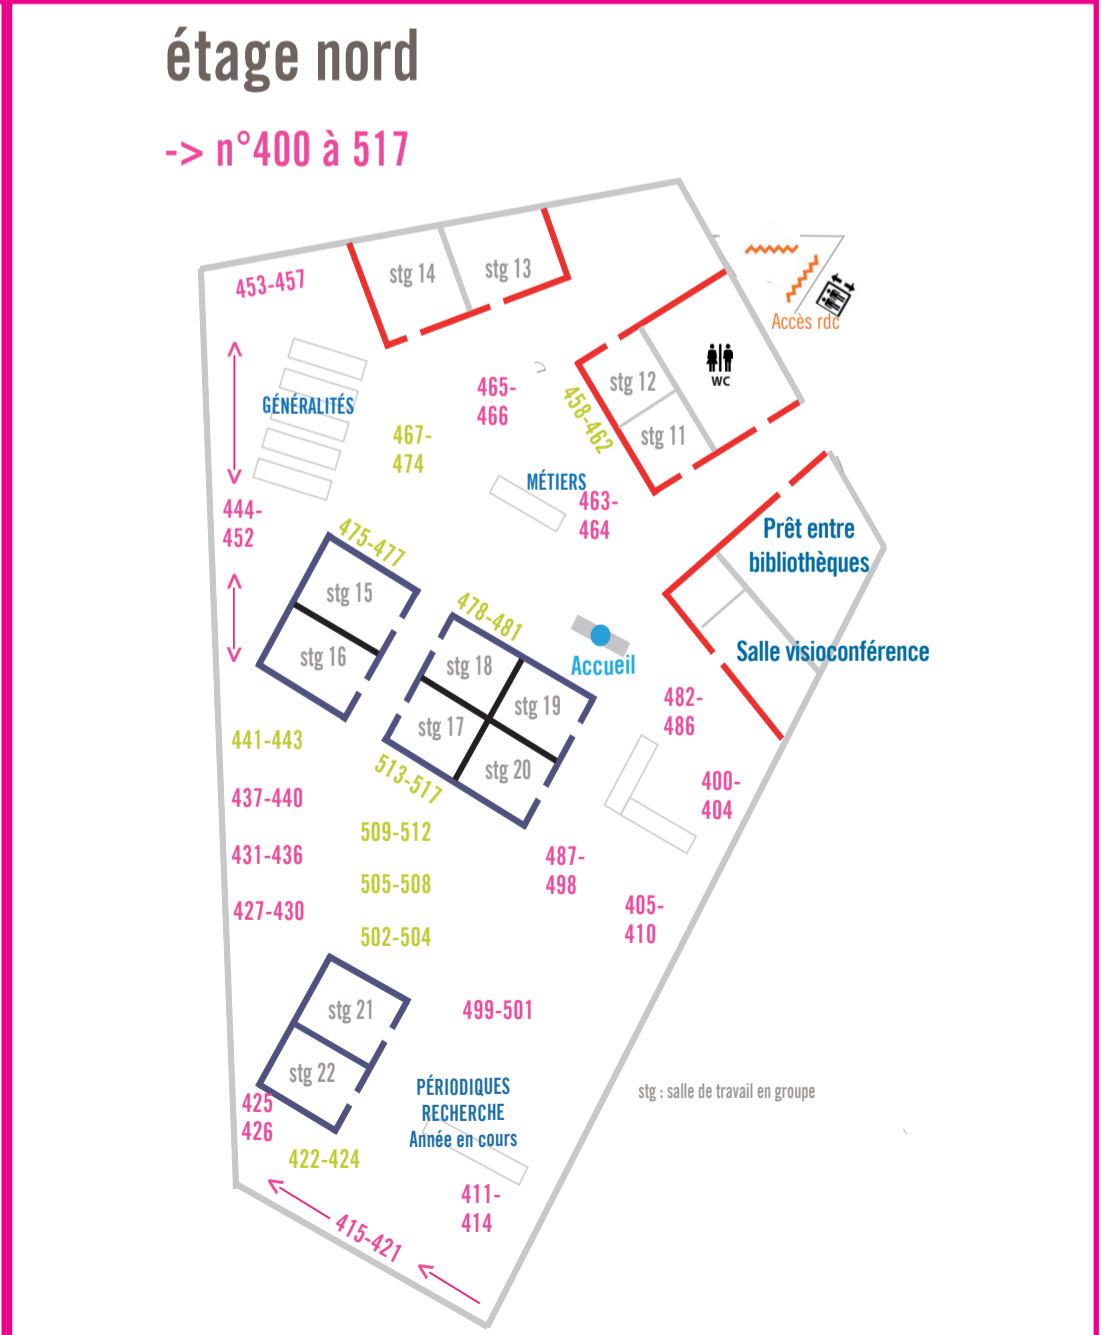 étage nord
-> n°400 à 517
453-457
stg 14
stg 13
Accès rdc
WC
stg 12
stg 11
458-462
465-
466
GÉNÉRALITÉS
467-
474
MÉTIERS
463-
464
444-
452
475-477
Prêt entre
bibliothèques
stg 15
stg 16
478-481
stg 18
stg 19
stg 17
stg 20
Accueil
Salle visioconférence
482-
486
441-443
513-517
400-
404
437-440
509-512
431-436
487-
498
505-508
427-430
405-
410
502-504
stg 21
499-501
stg 22
PÉRIODIQUES
RECHERCHE
Année en cours
stg : salle de travail en groupe
425
426
422-424
411-
414
415-421